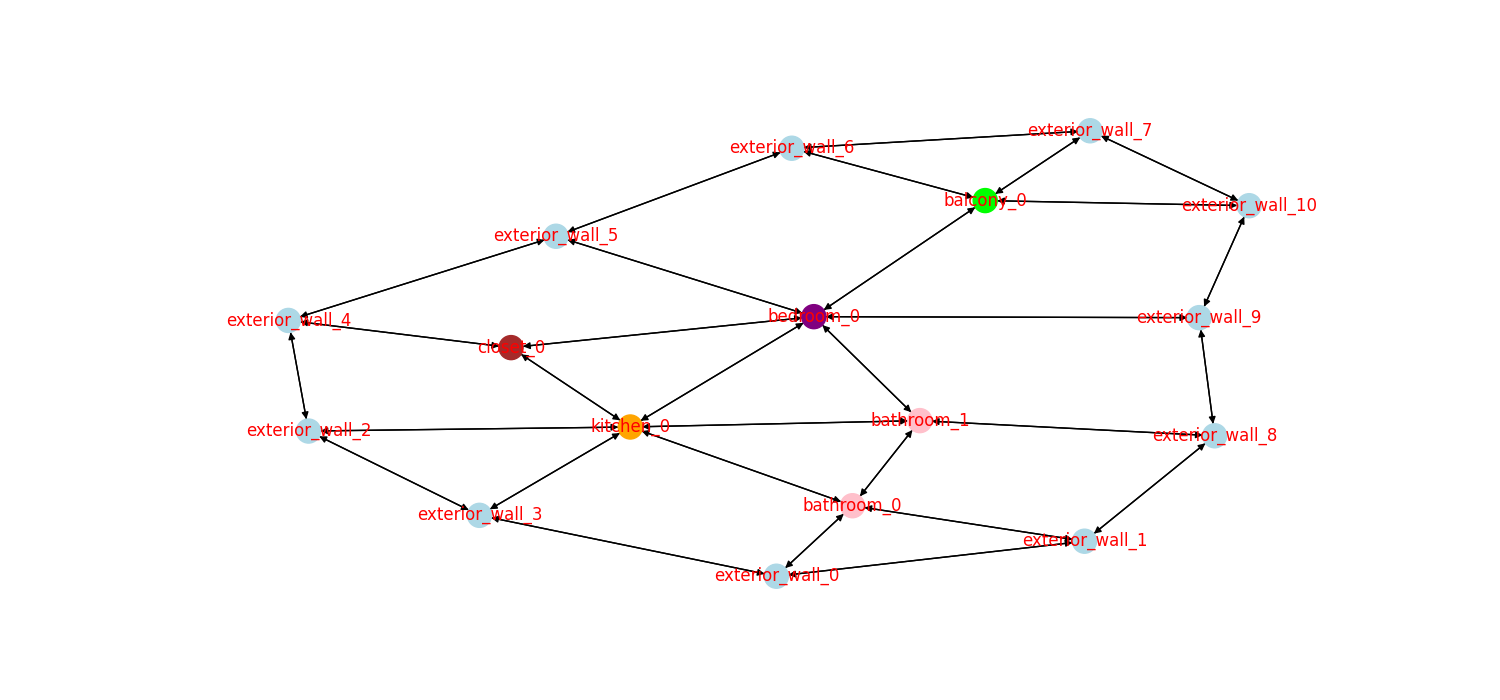 exterior_wall_7
exterior_wall_6
balcony_0
exterior_wall_10
exterior_wall_5
bedroom_0
exterior_wall_9
exterior_wall_4
closet_0
bathroom_1
kitchen_0
exterior_wall_2
exterior_wall_8
bathroom_0
exterior_wall_3
exterior_wall_1
exterior_wall_0